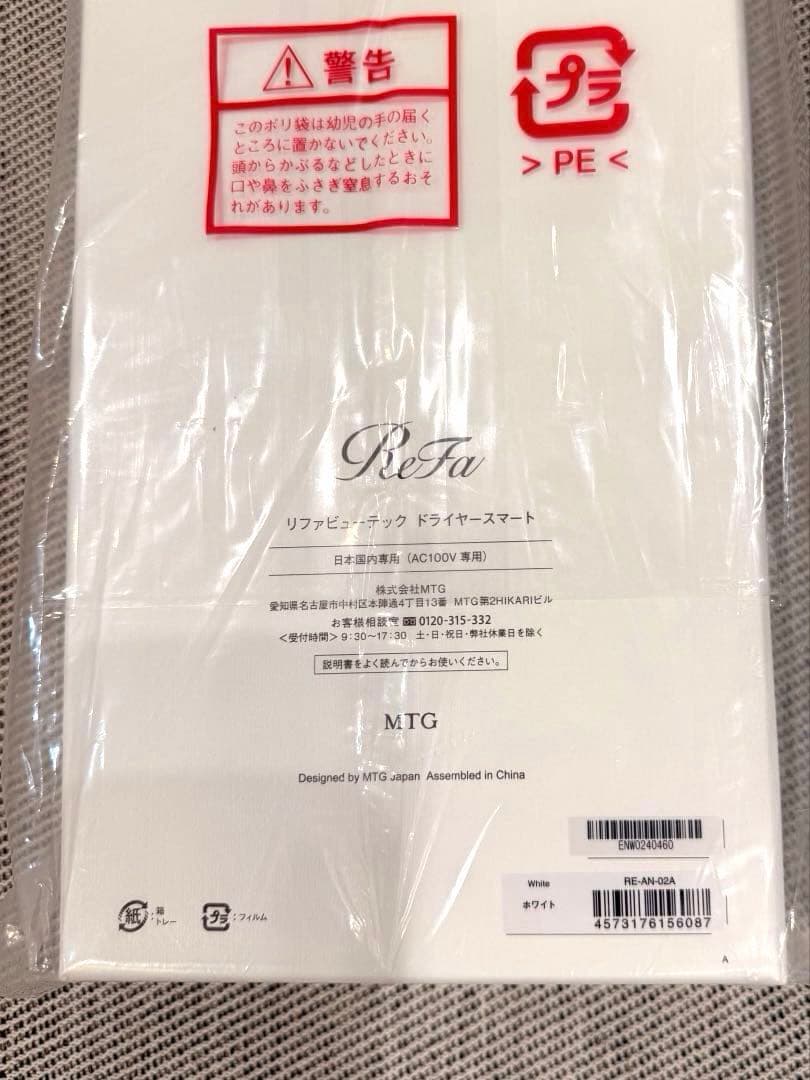 警告
このポリ袋は幼児の手の届く
ところに置かないでください。
頭からかぶるなどしたときに
口や鼻をふさぎ窒息するおそ
れがあります。
プラ
> PE <
ReFa
リファビューテック ドライヤースマート
日本国内専用（AC100V 専用）
株式会社MTG
愛知県名古屋市中村区本陣通4丁目13番 MTG第2HIKARIビル
お客様相談室 0120-315-332
＜受付時間＞9:30～17:30 土・日・祝日・弊社休業日を除く
説明書をよく読んでからお使いください。
MTG
Designed by MTG Japan Assembled in China
ENW0240460
White RE-AN-02A
ホワイト
4573176156087
紙：箱
トレー
プラ：フィルム
A